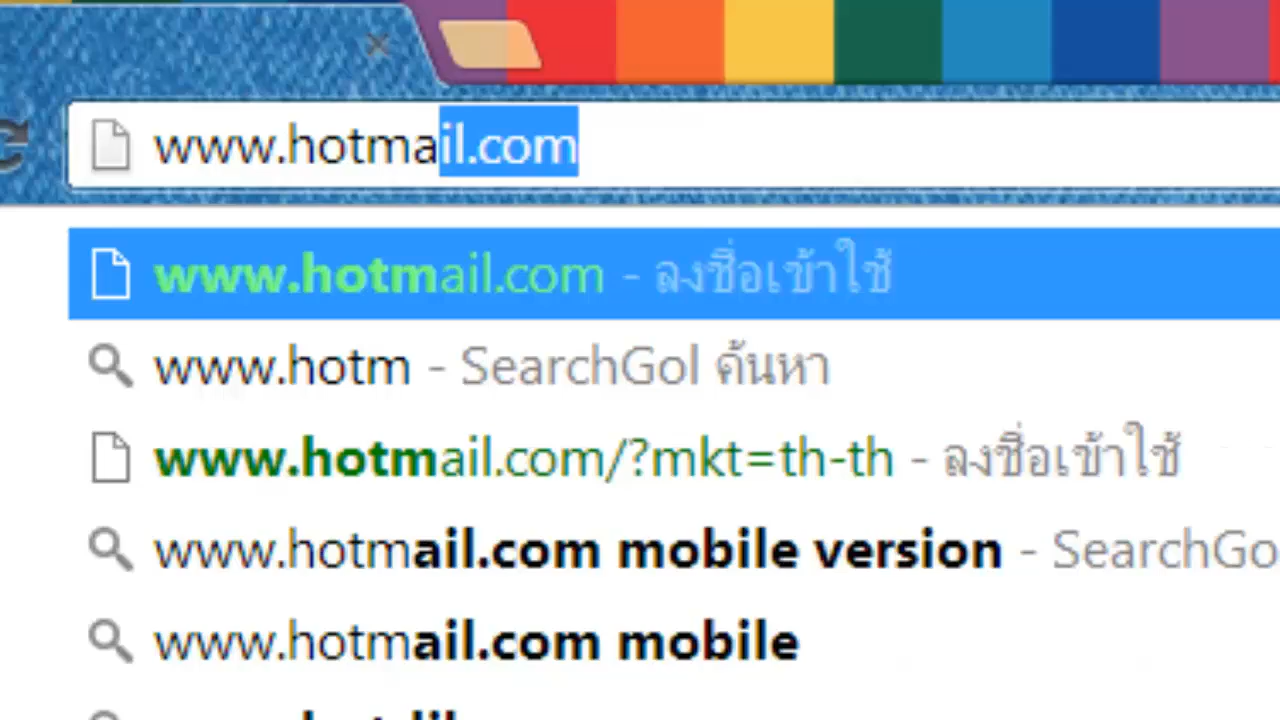 www.hotmail.com
www.hotmail.com - ลงชื่อเข้าใช้
www.hotm - SearchGol ค้นหา
www.hotmail.com/?mkt=th-th - ลงชื่อเข้าใช้
www.hotmail.com mobile version - SearchGo
www.hotmail.com mobile